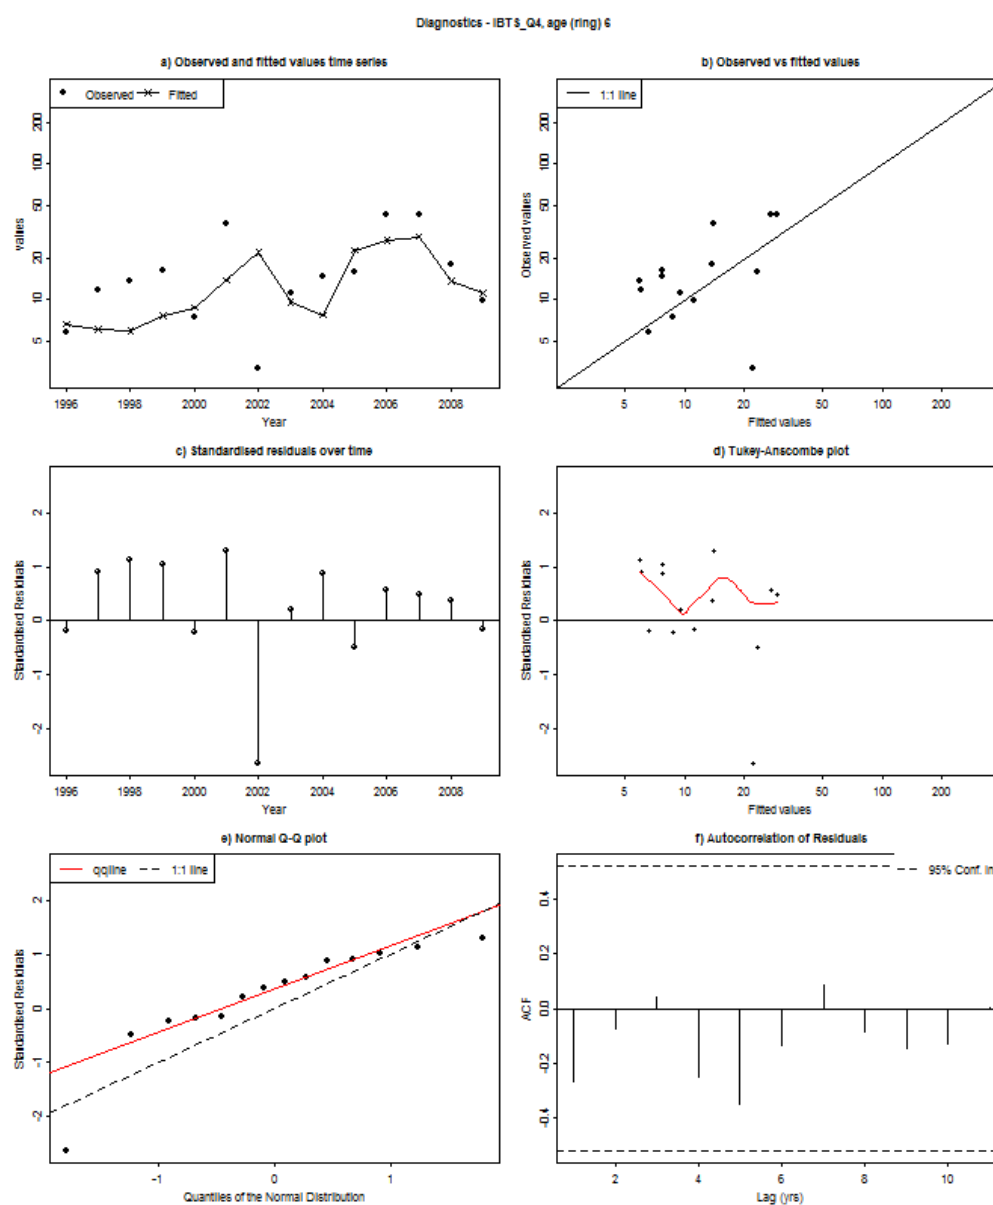 Diagnostics - IBTS_Q4, age (ring) 6
a) Observed and fitted values time series
Observed
Fitted
values
5
10
20
50
100
200
1996
1998
2000
2002
2004
2006
2008
Year
b) Observed vs fitted values
1:1 line
Observed values
5
10
20
50
100
200
5
10
20
50
100
200
Fitted values
c) Standardised residuals over time
Standardised Residuals
-2
-1
0
1
2
1996
1998
2000
2002
2004
2006
2008
Year
d) Tukey-Anscombe plot
Standardised Residuals
-2
-1
0
1
2
5
10
20
50
100
200
Fitted values
e) Normal Q-Q plot
qqline
1:1 line
Standardised Residuals
-2
-1
0
1
2
-1
0
1
Quantiles of the Normal Distribution
f) Autocorrelation of Residuals
95% Conf. In
ACF
-0.4
-0.2
0.0
0.2
0.4
2
4
6
8
10
Lag (yrs)